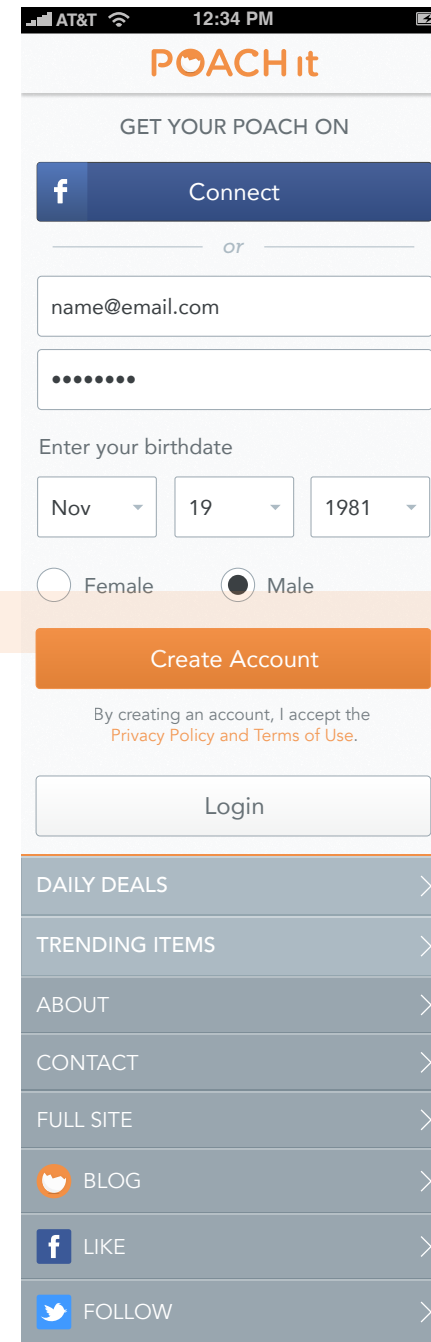 AT&T 12:34 PM
POACH it
GET YOUR POACH ON
f Connect
or
name@email.com
••••••••
Enter your birthdate
Nov 19 1981
Female Male
Create Account
By creating an account, I accept the
Privacy Policy and Terms of Use.
Login
DAILY DEALS
TRENDING ITEMS
ABOUT
CONTACT
FULL SITE
BLOG
f LIKE
FOLLOW